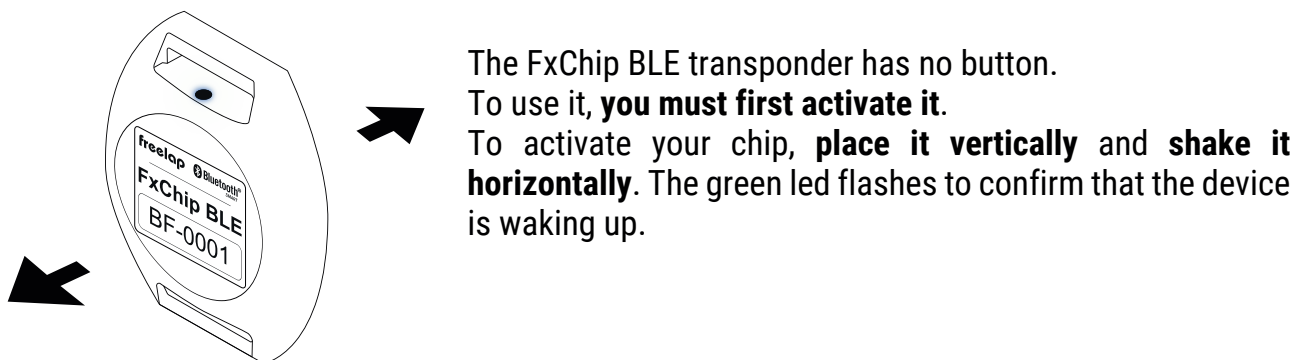 freelap Bluetooth®
SMART
FxChip BLE
BF-0001
The FxChip BLE transponder has no button.
To use it, you must first activate it.
To activate your chip, place it vertically and shake it
horizontally. The green led flashes to confirm that the device
is waking up.